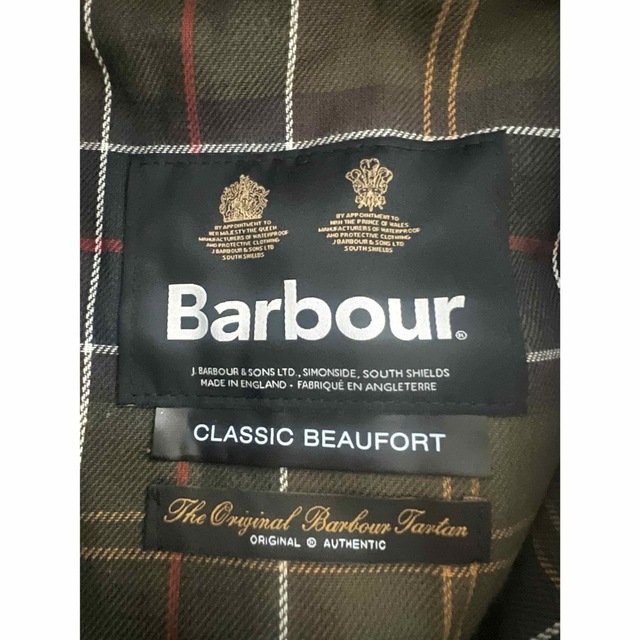 BY APPOINTMENT TO
HER MAJESTY THE QUEEN
MANUFACTURERS OF WATERPROOF
AND PROTECTIVE CLOTHING
J.BARBOUR & SONS LTD
SOUTH SHIELDS
BY APPOINTMENT TO
HRH THE PRINCE OF WALES
MANUFACTURERS OF WATERPROOF
AND PROTECTIVE CLOTHING
J.BARBOUR & SONS LTD
SOUTH SHIELDS
Barbour®
J. BARBOUR & SONS LTD., SIMONSIDE, SOUTH SHIELDS
MADE IN ENGLAND • FABRIQUÉ EN ANGLETERRE
CLASSIC BEAUFORT
The Original Barbour Tartan
ORIGINAL ® AUTHENTIC